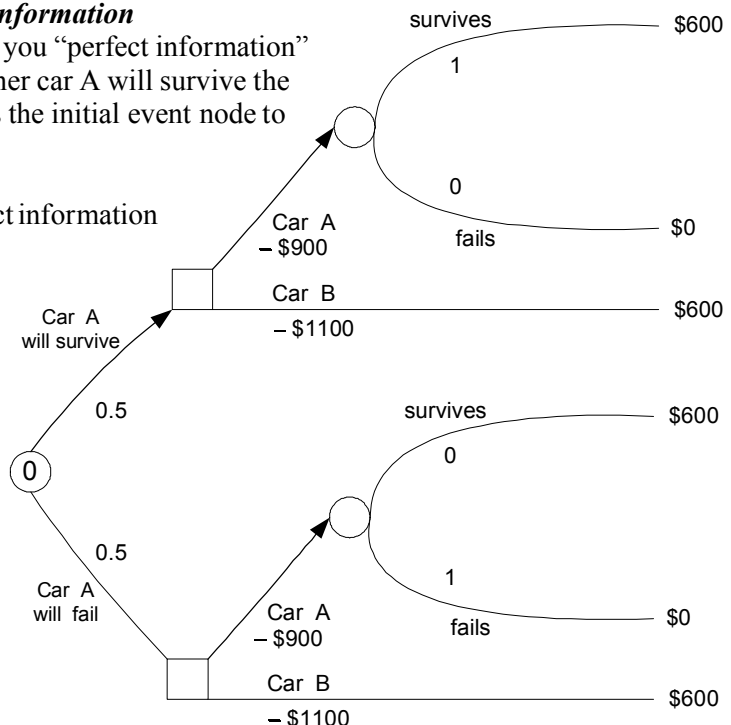 information
you “perfect information”
car A will survive the
the initial event node to
information
survives
$600
1
0
fails
$0
Car A
– $900
Car B
– $1100
$600
Car A
will survive
0.5
0
0.5
Car A
will fail
survives
$600
0
1
fails
$0
Car A
– $900
Car B
– $1100
$600